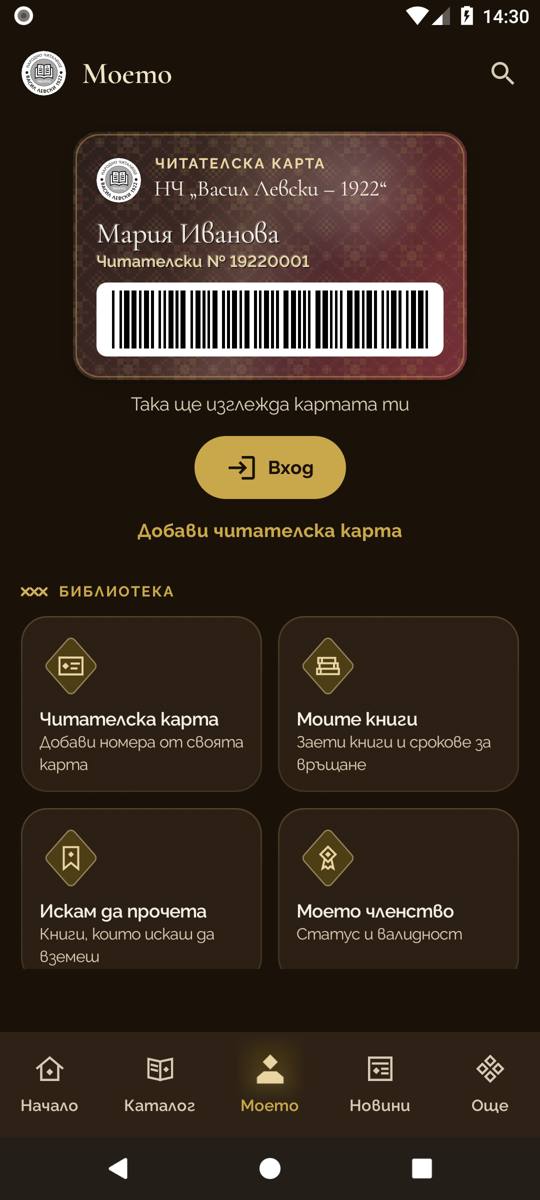 14:30
Моето
ЧИТАТЕЛСКА КАРТА
НЧ „Васил Левски – 1922“
Мария Иванова
Читателски № 19220001
Така ще изглежда картата ти
Вход
Добави читателска карта
БИБЛИОТЕКА
Читателска карта
Добави номера от своята
карта
Моите книги
Заети книги и срокове за
връщане
Искам да прочета
Книги, които искаш да
вземеш
Моето членство
Статус и валидност
Начало
Каталог
Моето
Новини
Още